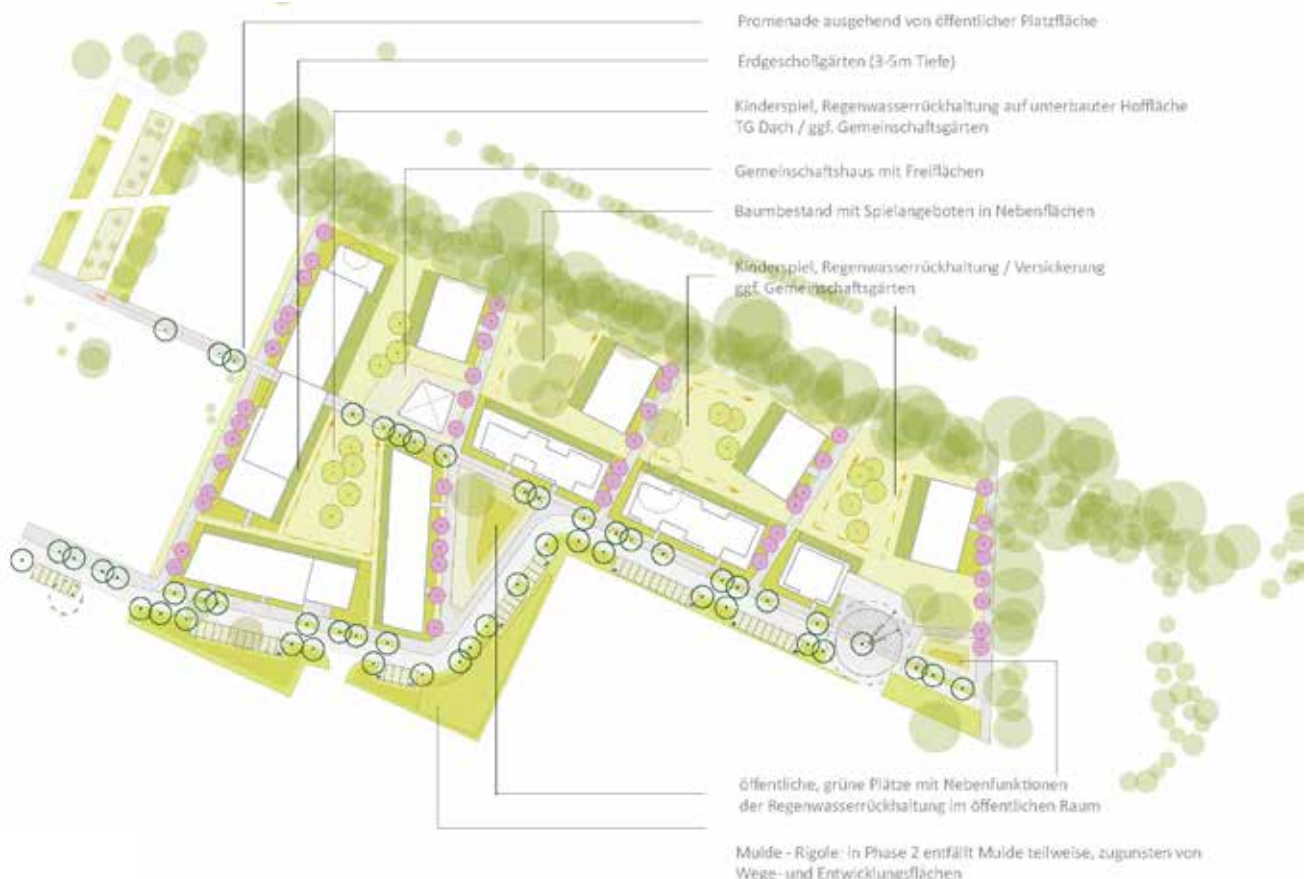 Promenade ausgehend von öffentlicher Platzfläche
Erdgeschoßgärten (3-5m Tiefe)
Kinderspiel, Regenwasserrückhaltung auf unterbauter Hoffläche
TG Dach / ggf. Gemeinschaftsgärten
Gemeinschaftshaus mit Freiflächen
Baumbestand mit Spielangeboten in Nebenflächen
Kinderspiel, Regenwasserrückhaltung / Versickerung
ggf. Gemeinschaftsgärten
öffentliche, grüne Plätze mit Nebenfunktionen
der Regenwasserrückhaltung im öffentlichen Raum
Mulde - Rigole: in Phase 2 entfällt Mulde teilweise, zugunsten von
Wege- und Entwicklungsflächen